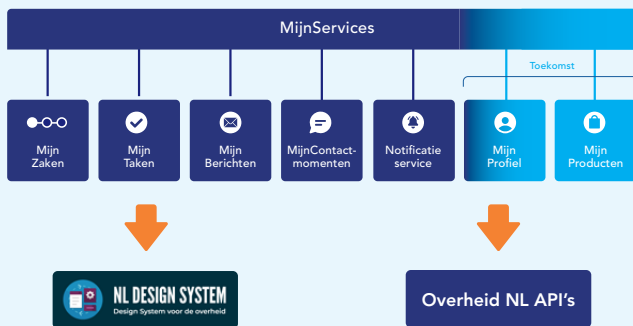 MijnServices
Toekomst
Mijn
Zaken
Mijn
Taken
Mijn
Berichten
MijnContact-
momenten
Notificatie
service
Mijn
Profiel
Mijn
Producten
NL DESIGN SYSTEM
Design System voor de overheid
Overheid NL API's